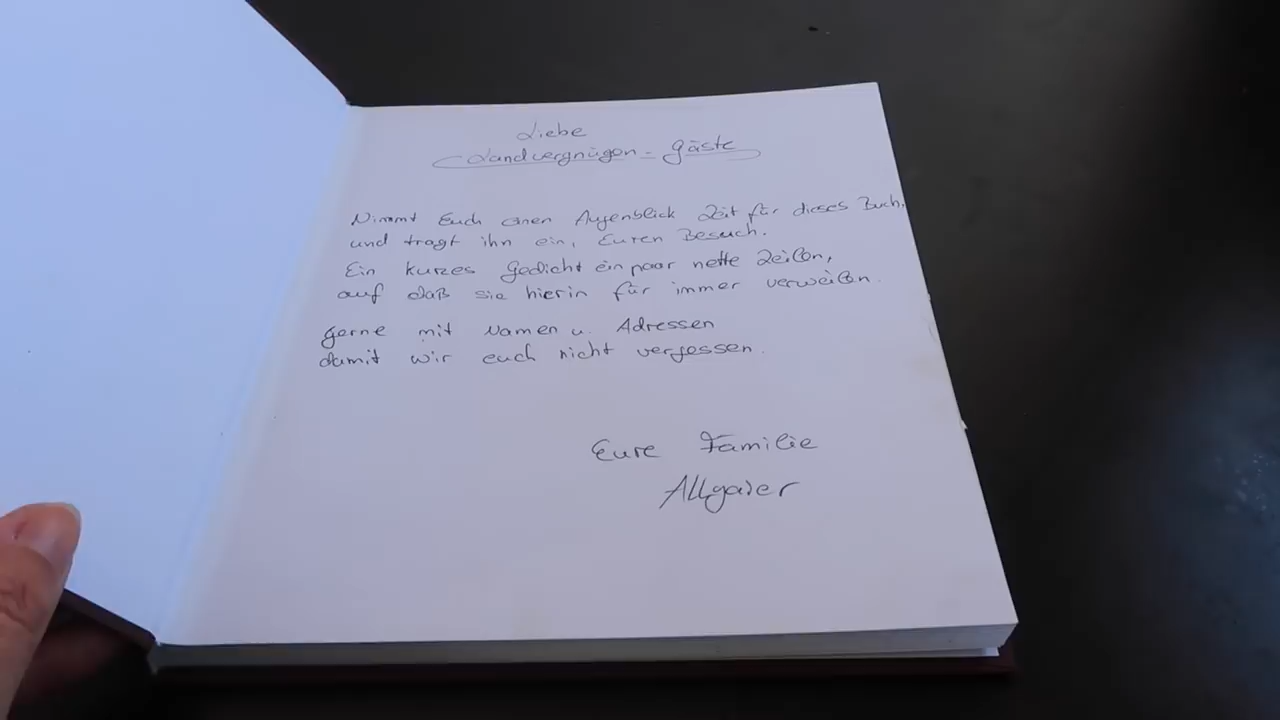 Liebe
Landvergnügen - Gäste
Nimmt Euch einen Augenblick Zeit für dieses Buch.
und tragt ihn ein, Euren Besuch.
Ein kurzes Gedicht ein paar nette Zeilen,
auf daß sie hierin für immer verweilen.
Gerne mit Namen u. Adressen
damit wir euch nicht vergessen.
Eure Familie
Allgaier